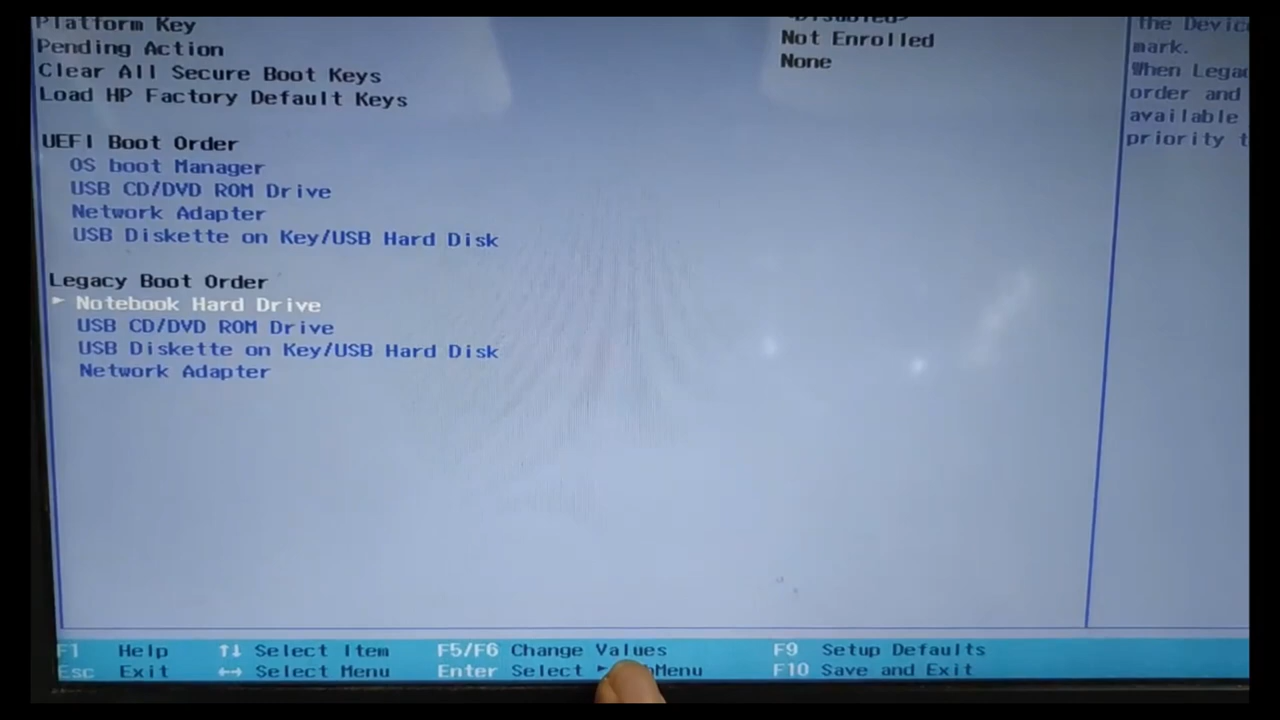 Platform Key
Pending Action
Not Enrolled
Clear All Secure Boot Keys
None
Load HP Factory Default Keys
UEFI Boot Order
OS boot Manager
USB CD/DVD ROM Drive
Network Adapter
USB Diskette on Key/USB Hard Disk
Legacy Boot Order
► Notebook Hard Drive
USB CD/DVD ROM Drive
USB Diskette on Key/USB Hard Disk
Network Adapter
the
mark.
When
order and
available
priority
F1 Help ↑↓ Select Item F5/F6 Change Values F9 Setup Defaults
Esc Exit ↔ Select Menu Enter Select ► Menu F10 Save and Exit